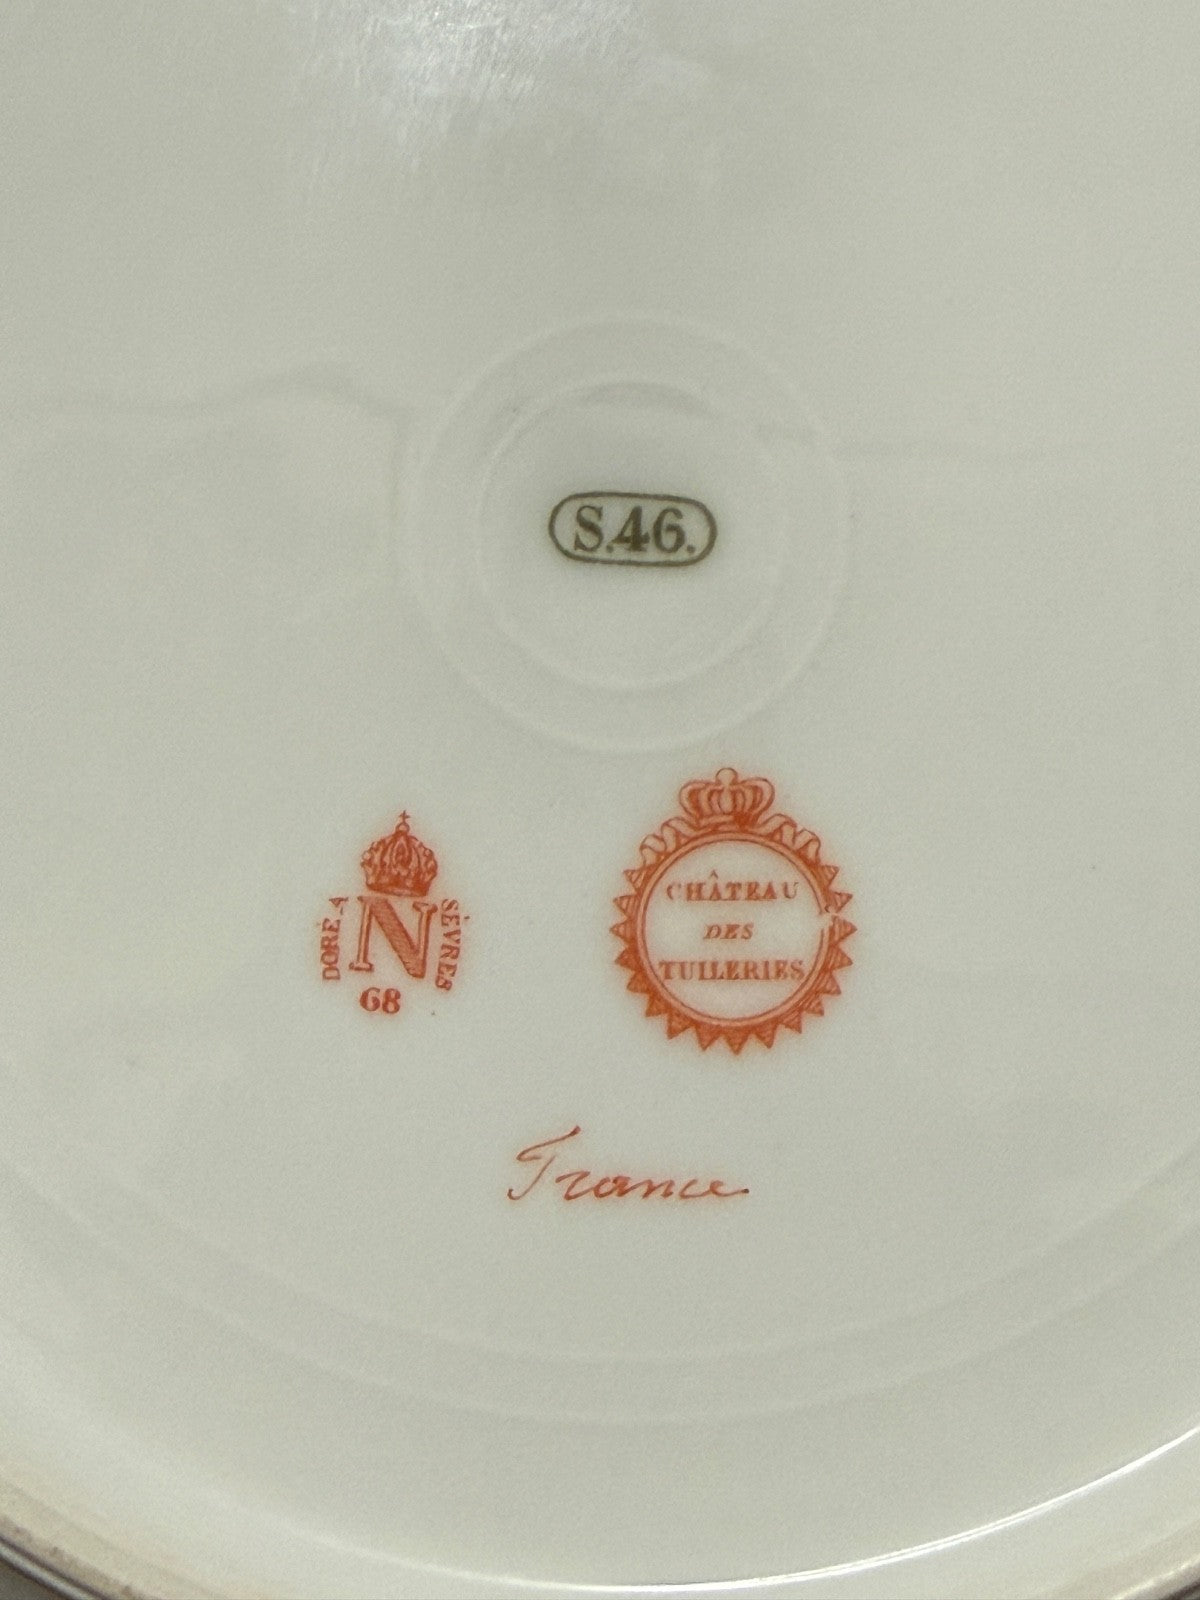 S.46.
DORÉ À
N
SÈVRES
68
CHÂTEAU
DES
TUILERIES
France